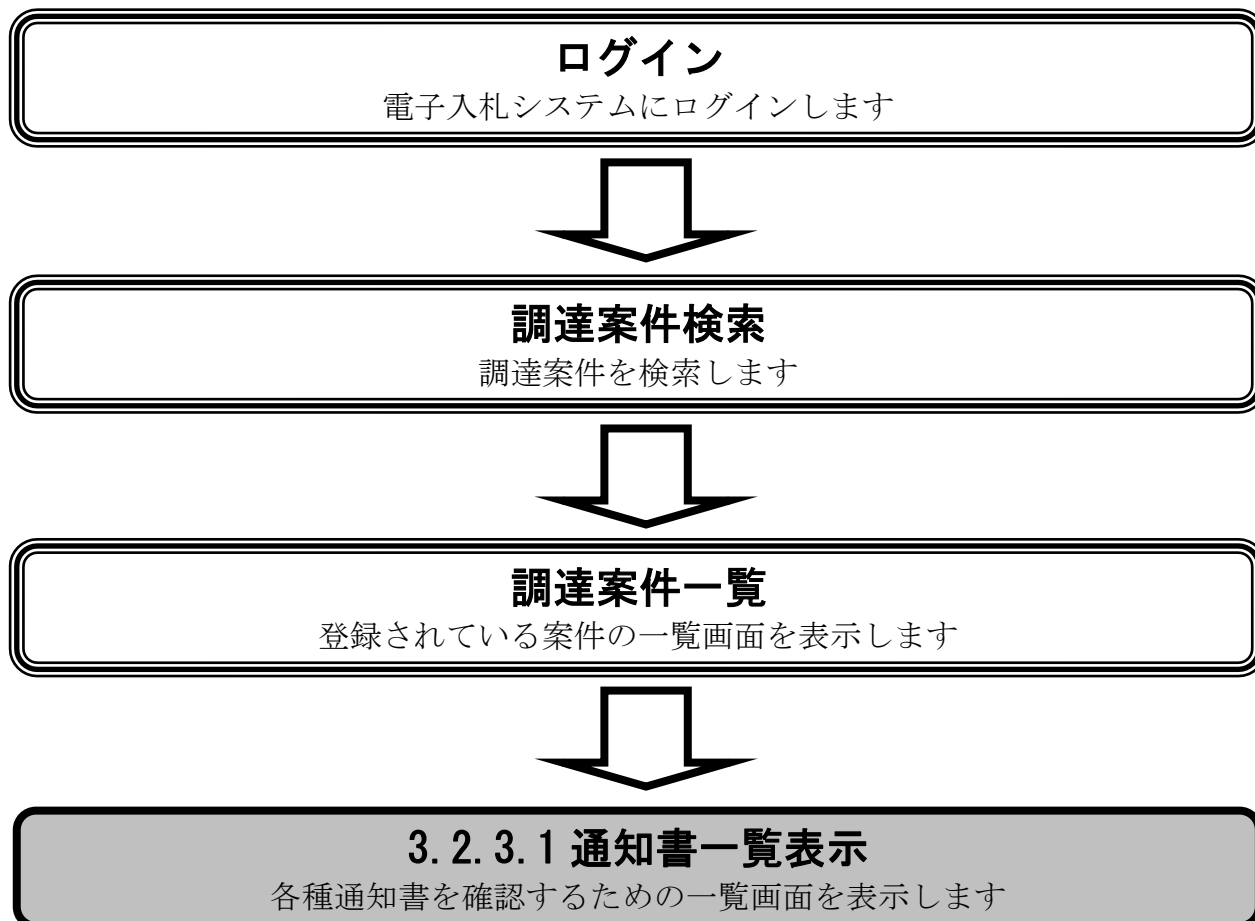 ログイン
電子入札システムにログインします
調達案件検索
調達案件を検索します
調達案件一覧
登録されている案件の一覧画面を表示します
3.2.3.1 通知書一覧表示
各種通知書を確認するための一覧画面を表示します